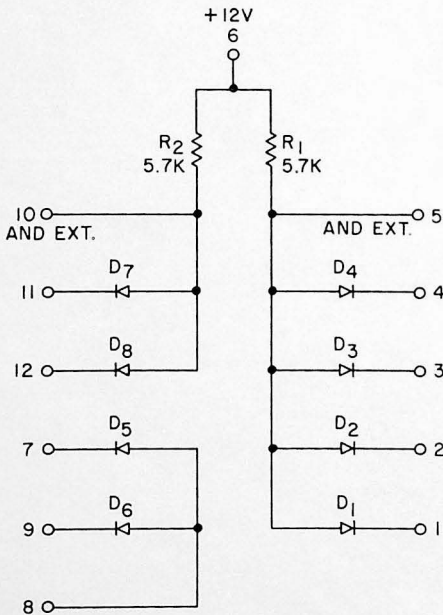 +12V
6
R2
5.7K
R1
5.7K
10
AND EXT.
5
AND EXT.
D7
11
D4
4
D8
12
D3
3
D5
7
D2
2
D6
9
D1
1
8